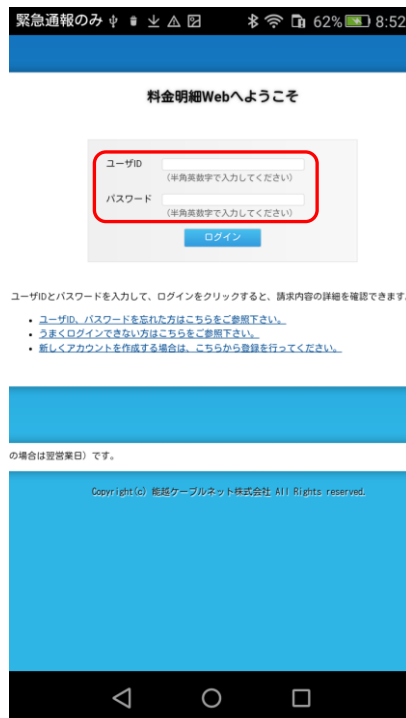 緊急通報のみ 62% 8:52
料金明細Webへようこそ
ユーザID
(半角英数字で入力してください)
パスワード
(半角英数字で入力してください)
ログイン
ユーザIDとパスワードを入力して、ログインをクリックすると、請求内容の詳細を確認できます。
• ユーザID、パスワードを忘れた方はこちらをご参照下さい。
• うまくログインできない方はこちらをご参照下さい。
• 新しくアカウントを作成する場合は、こちらから登録を行ってください。
の場合は翌営業日）です。
Copyright(c) 能越ケーブルネット株式会社 All Rights reserved.